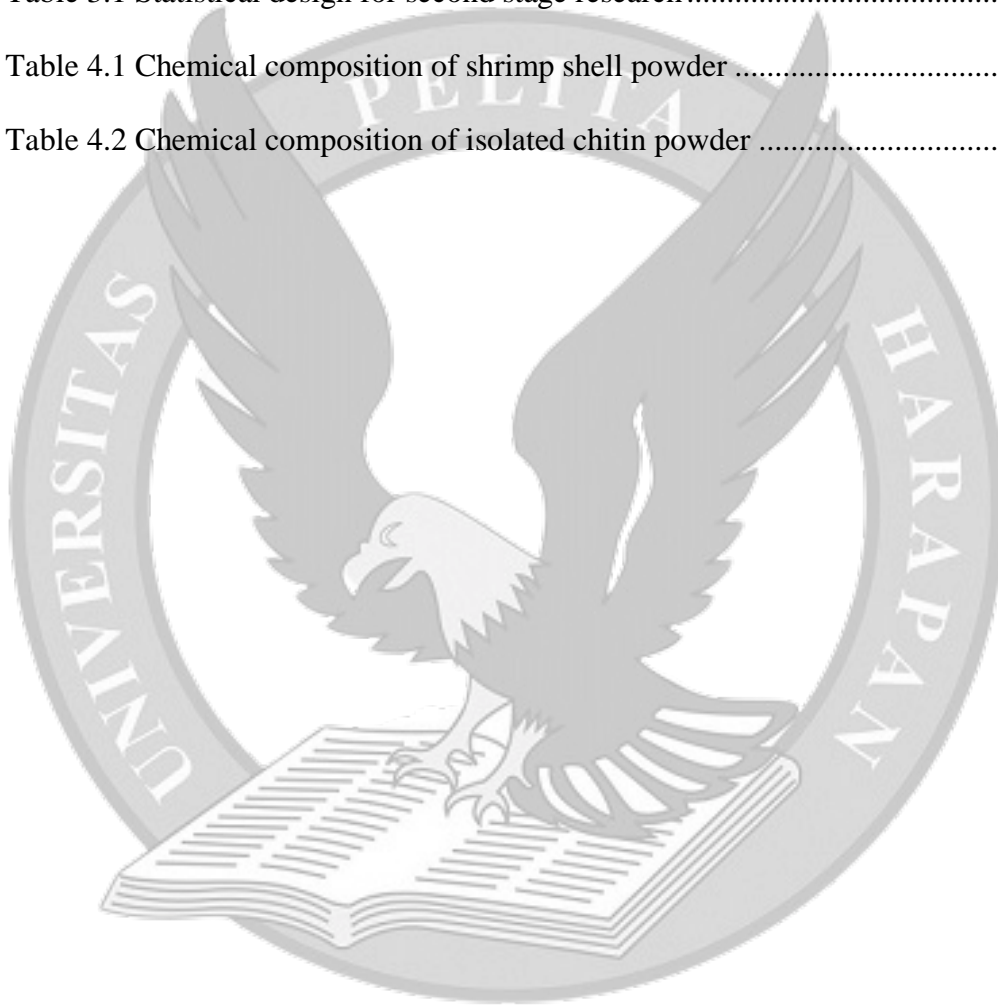 Table 3.1 Statistical design for second stage research....................................
Table 4.1 Chemical composition of shrimp shell powder ..............................
Table 4.2 Chemical composition of isolated chitin powder ...........................
UNIVERSITAS PELITA HARAPAN